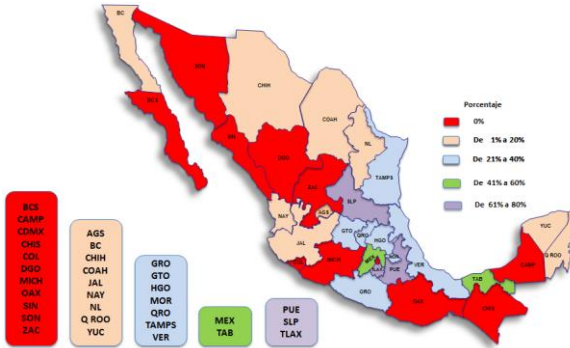 BC
SON
CHIH
COAH
BCS
SIN
DGO
NL
TAMPS
ZAC
SLP
NAY
AGS
JAL
GTO
QRO
HGO
VER
MICH
MEX
PUE
GRO
OAX
TAB
CHIS
CAMP
YUC
Q ROO
Porcentaje
0%
De 1% a 20%
De 21% a 40%
De 41% a 60%
De 61% a 80%
BCS
CAMP
CDMX
CHIS
COL
DGO
MICH
OAX
SIN
SON
ZAC
AGS
BC
CHIH
COAH
JAL
NAY
NL
Q ROO
YUC
GRO
GTO
HGO
MOR
QRO
TAMPS
VER
MEX
TAB
PUE
SLP
TLAX